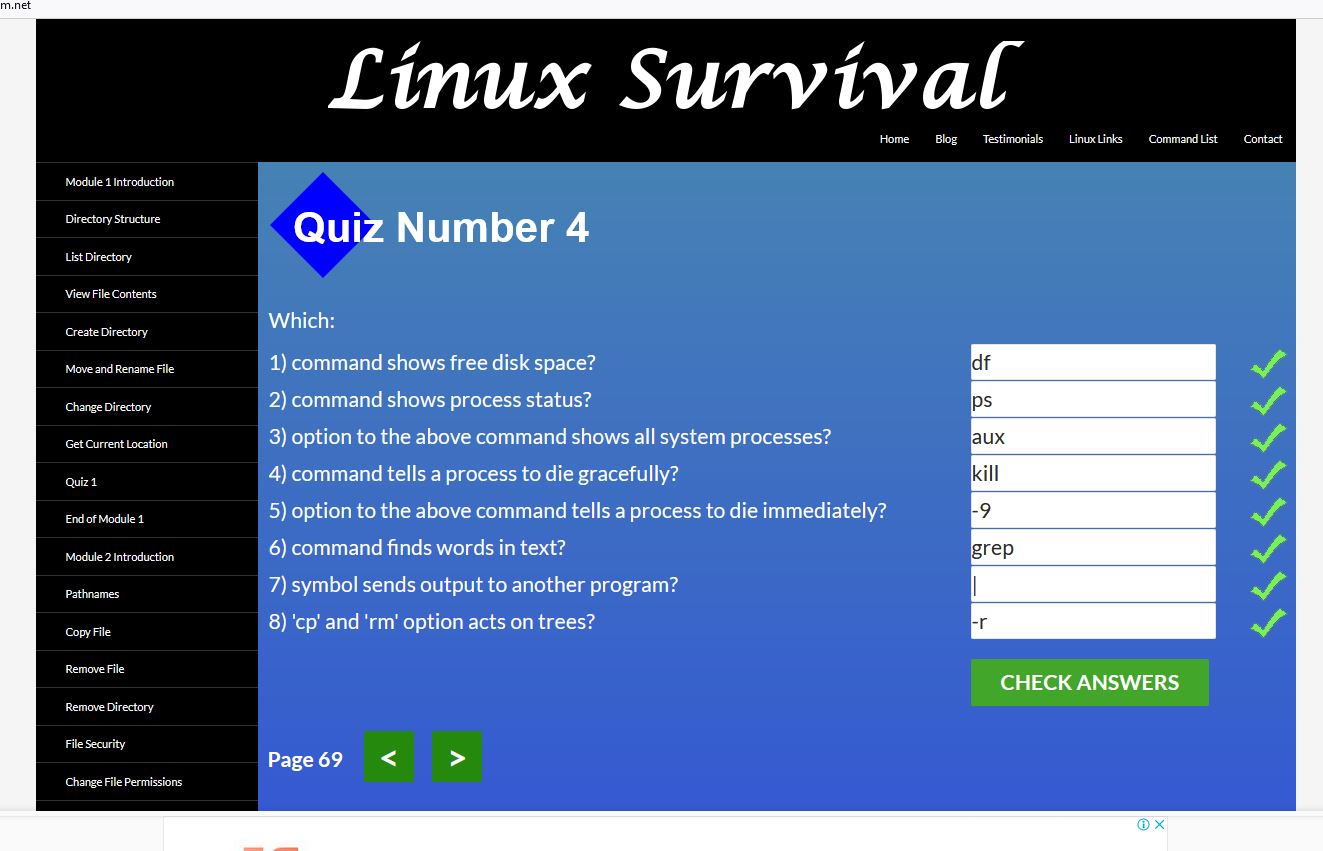 m.net
Linux Survival
Home Blog Testimonials Linux Links Command List Contact
Module 1 Introduction
Directory Structure
List Directory
View File Contents
Create Directory
Move and Rename File
Change Directory
Get Current Location
Quiz 1
End of Module 1
Module 2 Introduction
Pathnames
Copy File
Remove File
Remove Directory
File Security
Change File Permissions
Quiz Number 4
Which:
1) command shows free disk space? df
2) command shows process status? ps
3) option to the above command shows all system processes? aux
4) command tells a process to die gracefully? kill
5) option to the above command tells a process to die immediately? -9
6) command finds words in text? grep
7) symbol sends output to another program? |
8) 'cp' and 'rm' option acts on trees? -r
CHECK ANSWERS
Page 69 < >